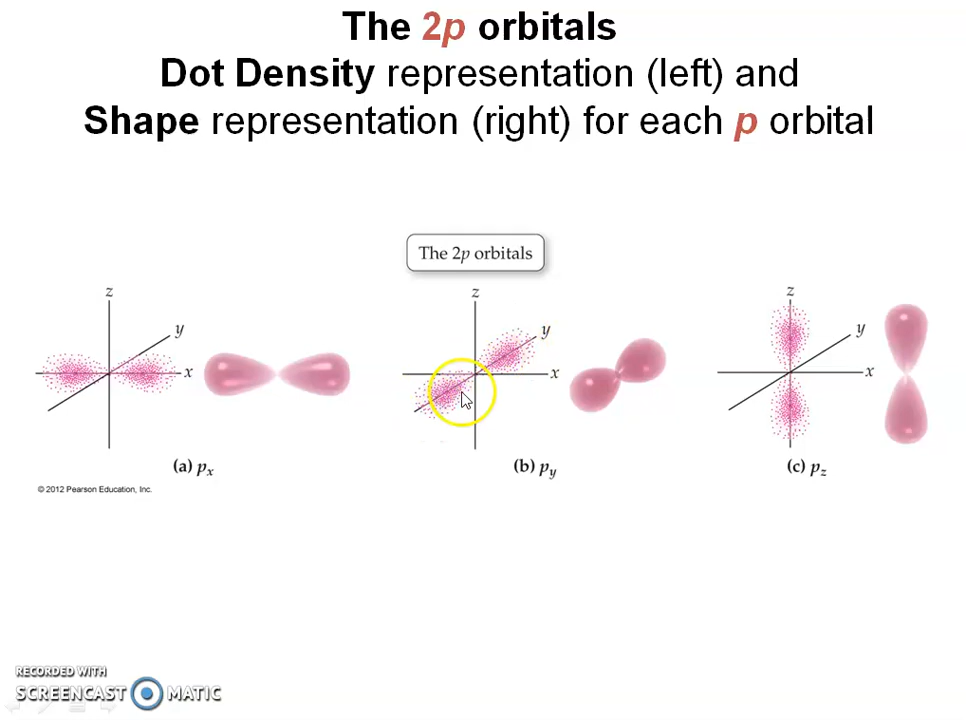 The 2p orbitals
Dot Density representation (left) and
Shape representation (right) for each p orbital
The 2p orbitals
z
y
x
z
y
x
z
y
x
(a) px
(b) py
(c) pz
© 2012 Pearson Education, Inc.
RECORDED WITH
SCREENCAST MATIC